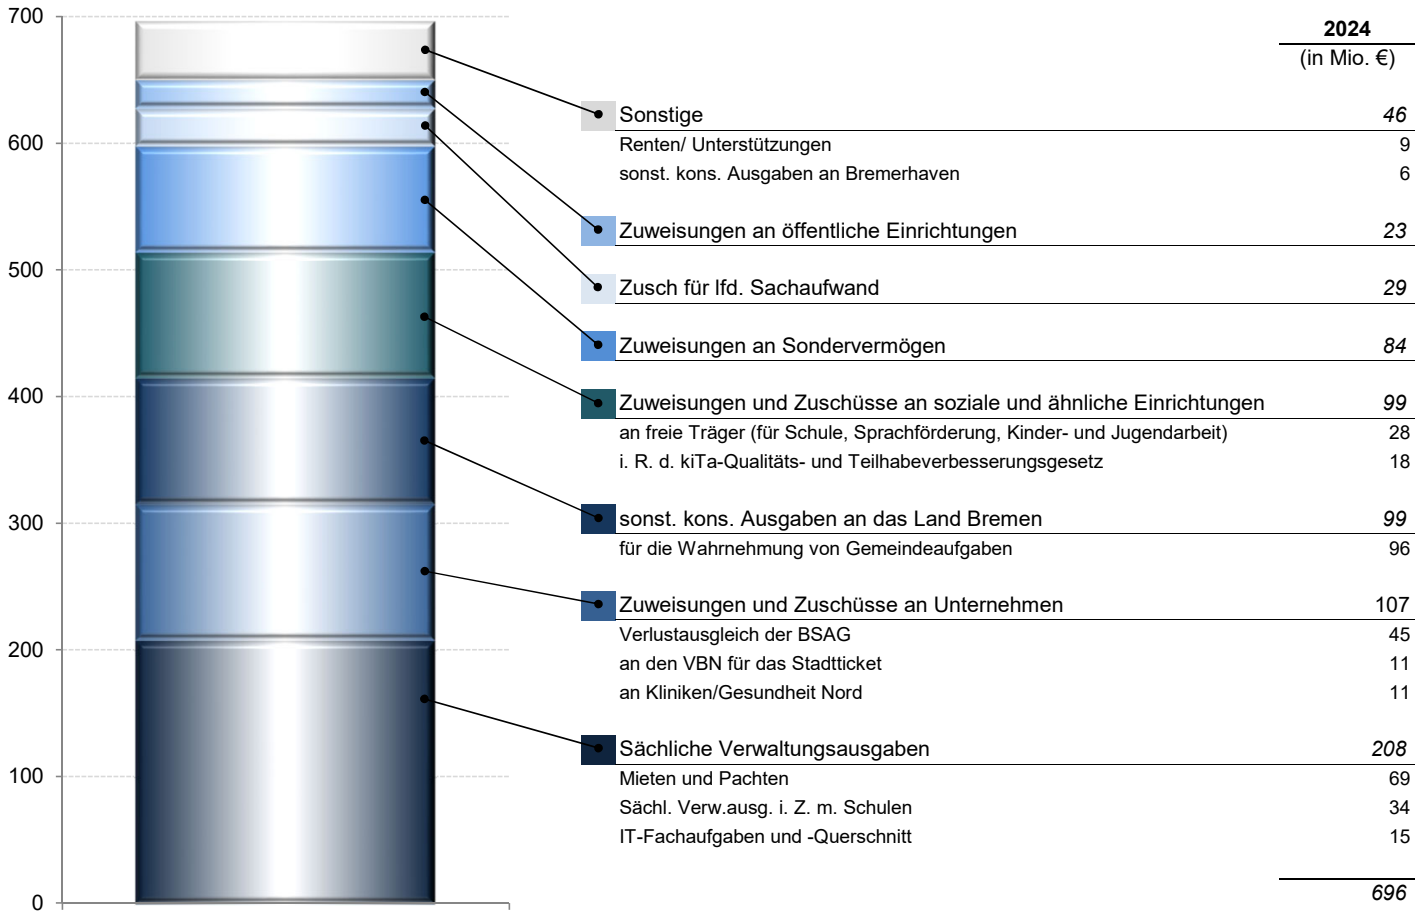 700
600
500
400
300
200
100
0
2024
(in Mio. €)
Sonstige 46
Renten/ Unterstützungen 9
sonst. kons. Ausgaben an Bremerhaven 6
Zuweisungen an öffentliche Einrichtungen 23
Zusch für lfd. Sachaufwand 29
Zuweisungen an Sondervermögen 84
Zuweisungen und Zuschüsse an soziale und ähnliche Einrichtungen 99
an freie Träger (für Schule, Sprachförderung, Kinder- und Jugendarbeit) 28
i. R. d. kiTa-Qualitäts- und Teilhabeverbesserungsgesetz 18
sonst. kons. Ausgaben an das Land Bremen 99
für die Wahrnehmung von Gemeindeaufgaben 96
Zuweisungen und Zuschüsse an Unternehmen 107
Verlustausgleich der BSAG 45
an den VBN für das Stadtticket 11
an Kliniken/Gesundheit Nord 11
Sächliche Verwaltungsausgaben 208
Mieten und Pachten 69
Sächl. Verw.ausg. i. Z. m. Schulen 34
IT-Fachaufgaben und -Querschnitt 15
696